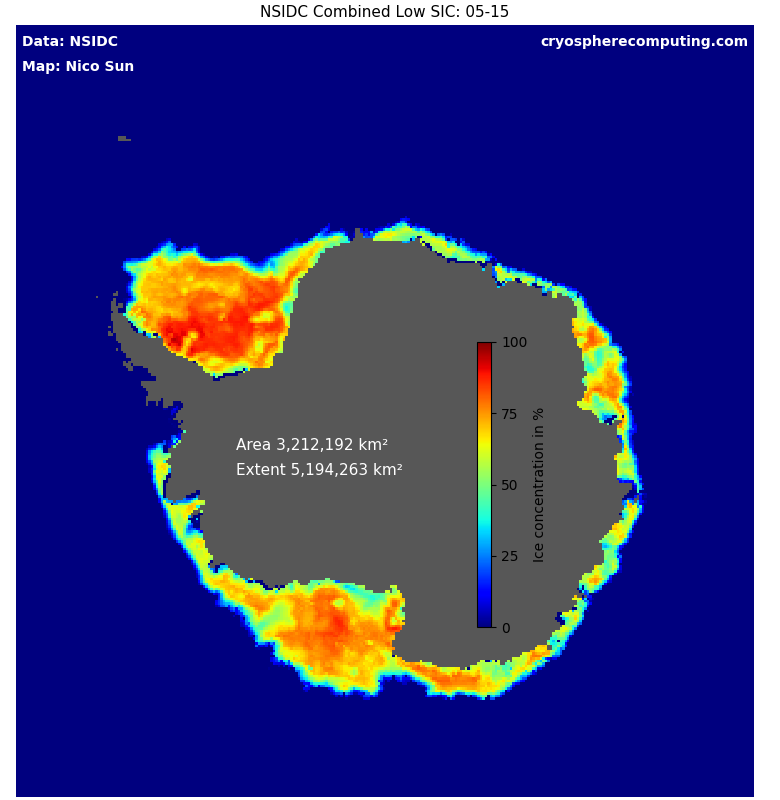 NSIDC Combined Low SIC: 05-15
Data: NSIDC
cryospherecomputing.com
Map: Nico Sun
100
75
50
25
0
Ice concentration in %
Area 3,212,192 km²
Extent 5,194,263 km²